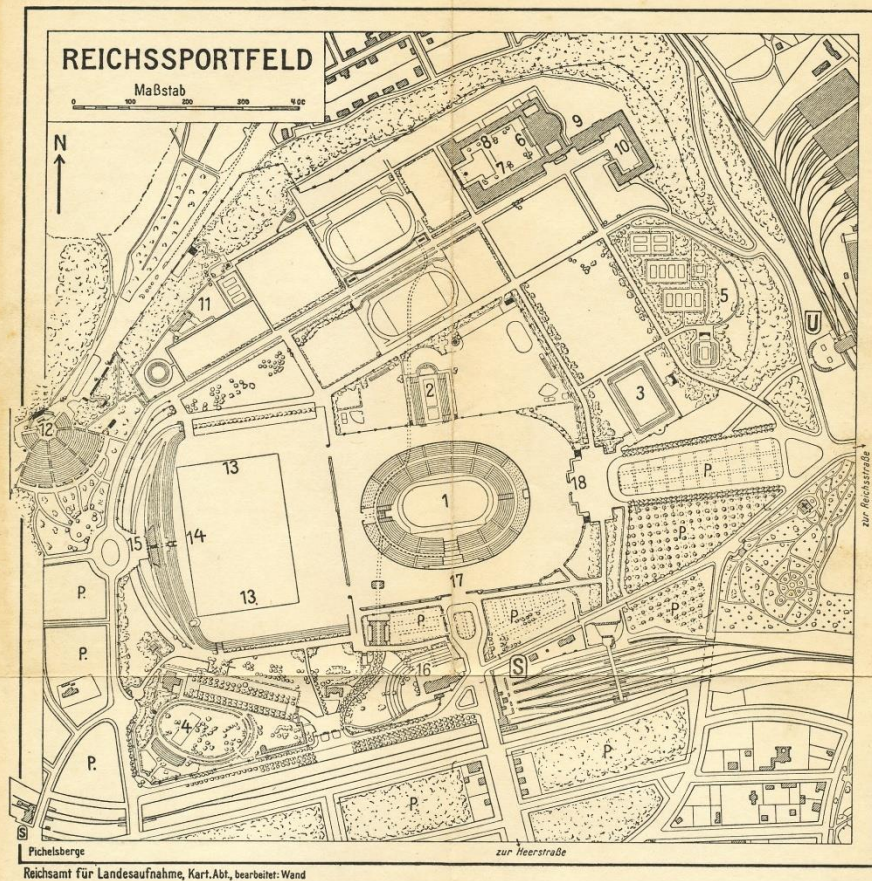 REICHSSPORTFELD
Maßstab
0 100 200 300 400
N
9
8
6
10
7
11
5
U
2
3
12
13
P.
zur Reichsstraße
1
18
14
15
P.
13.
17
P.
P.
P.
P.
P.
16
S
4
P.
P.
P.
S
Pichelsberge
zur Heerstraße
Reichsamt für Landesaufnahme, Kart. Abt., bearbeitet: Wand